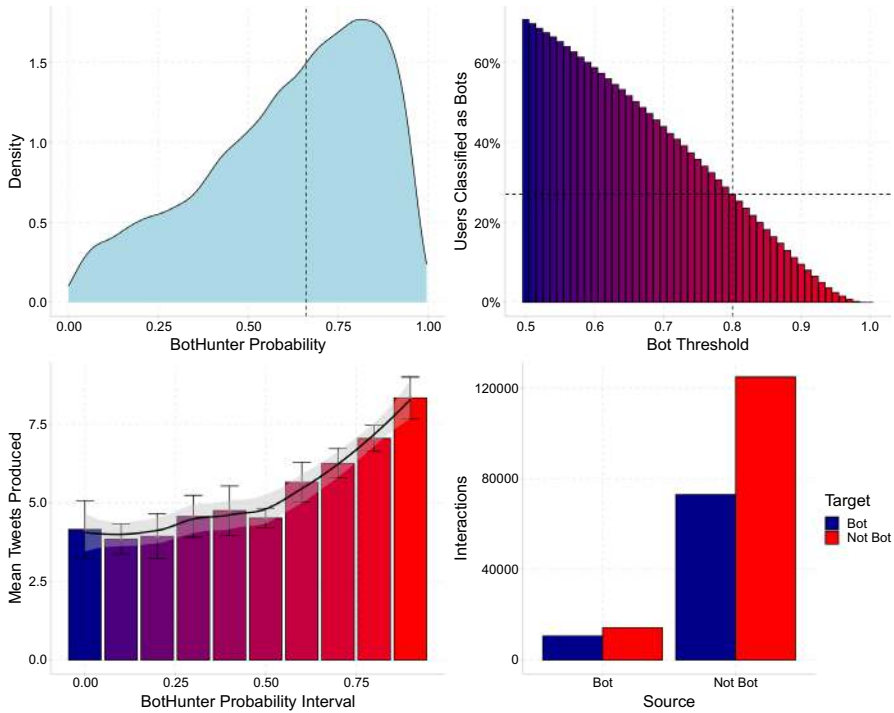 Density
1.5
1.0
0.5
0.0
0.00 0.25 0.50 0.75 1.00
BotHunter Probability
Users Classified as Bots
60%
40%
20%
0%
0.5 0.6 0.7 0.8 0.9 1.0
Bot Threshold
Mean Tweets Produced
7.5
5.0
2.5
0.0
0.00 0.25 0.50 0.75
BotHunter Probability Interval
Interactions
120000
80000
40000
0
Bot Not Bot
Source
Target
Bot
Not Bot